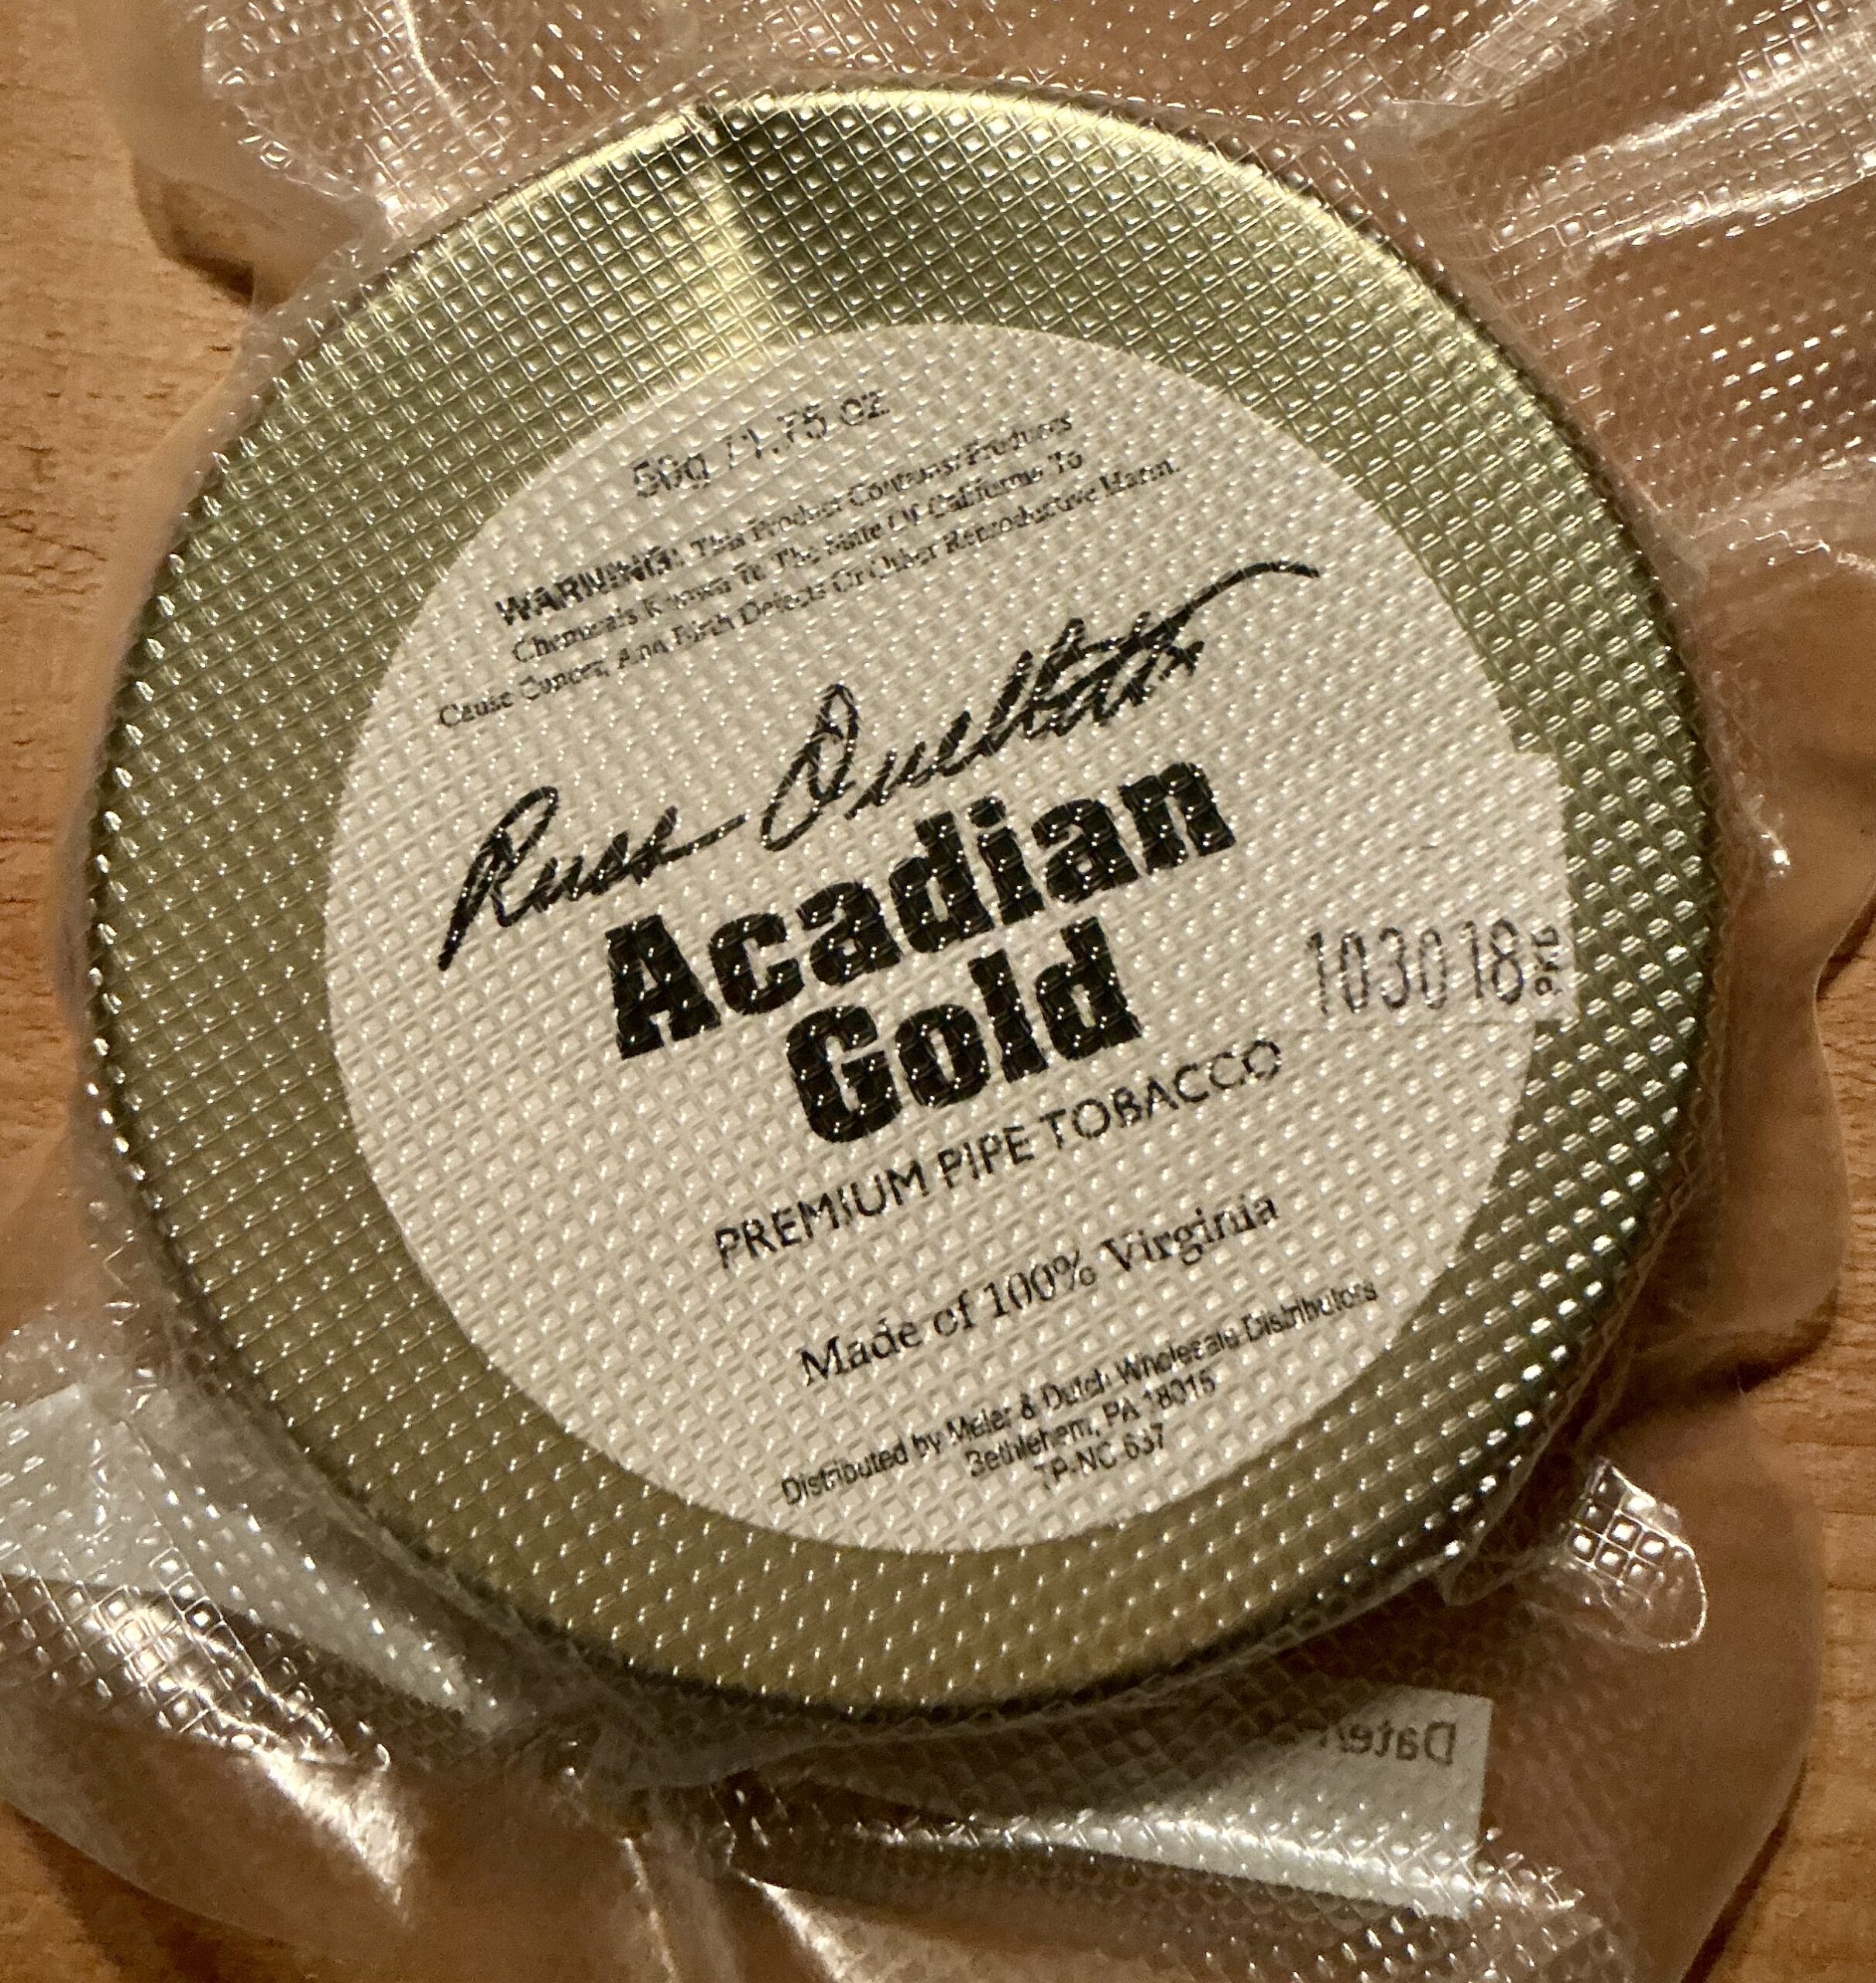 50g / 1.75 oz
WARNING: This Product Contains/Produces
Chemicals Known To The State Of California To
Cause Cancer, And Birth Defects Or Other Reproductive Harm.
Russ Ouellette
Acadian
Gold
103018
PREMIUM PIPE TOBACCO
Made of 100% Virginia
Distributed by Meier & Dutch Wholesale Distributors
Bethlehem, PA 18015
TP-NC-637